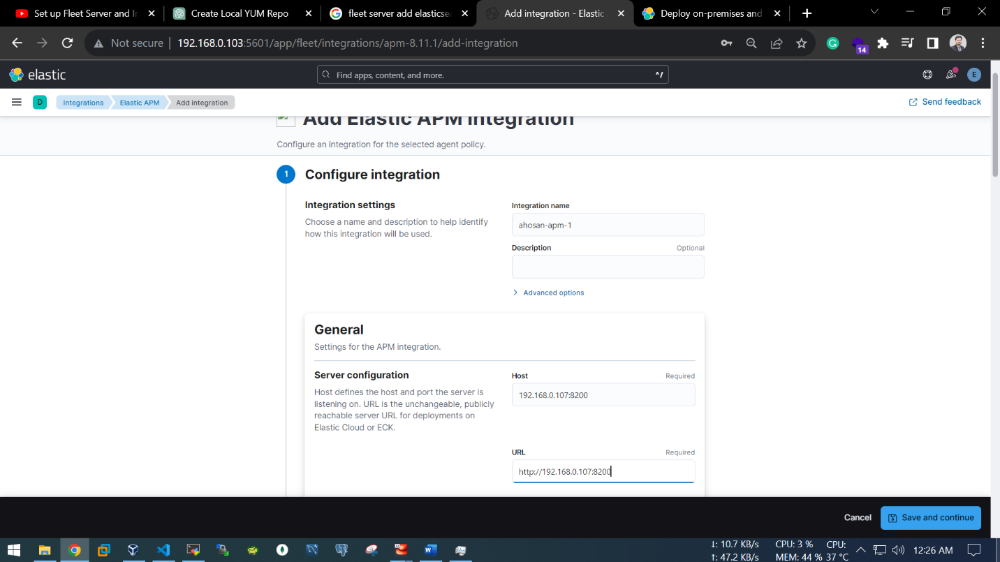 Set up Fleet Server and In
Create Local YUM Repo
fleet server add elasticsea
Add integration - Elastic
Deploy on-premises and
Not secure
192.168.0.103:5601/app/fleet/integrations/apm-8.11.1/add-integration
14
elastic
Find apps, content, and more.
^/
E
D
Integrations
Elastic APM
Add integration
Send feedback
Add Elastic APM integration
Configure an integration for the selected agent policy.
1
Configure integration
Integration settings
Choose a name and description to help identify
how this integration will be used.
Integration name
ahosan-apm-1
Description
Optional
Advanced options
General
Settings for the APM integration.
Server configuration
Host defines the host and port the server is
listening on. URL is the unchangeable, publicly
reachable server URL for deployments on
Elastic Cloud or ECK.
Host
Required
192.168.0.107:8200
URL
Required
http://192.168.0.107:8200
Cancel
Save and continue
↓: 10.7 KB/s
↑: 47.2 KB/s
CPU: 3 %
MEM: 44 %
CPU:
37 °C
12:26 AM